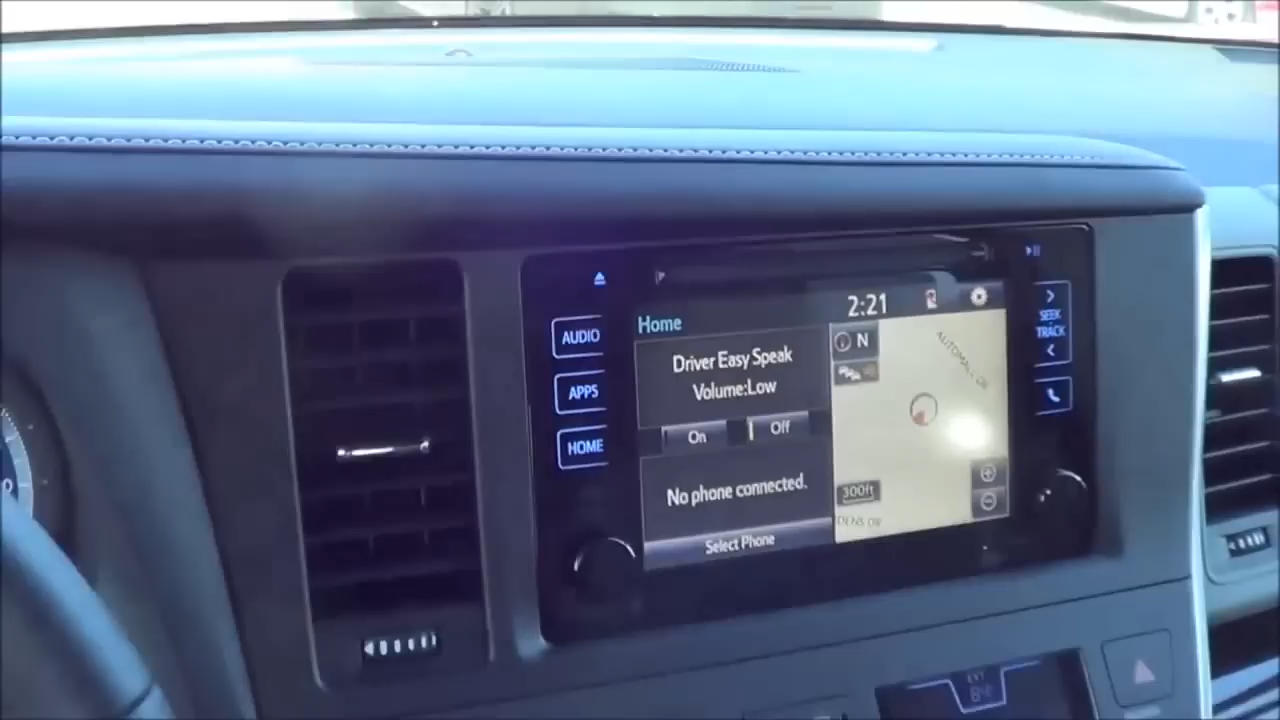 2:21
Home
AUDIO
APPS
HOME
Driver Easy Speak
Volume:Low
On
Off
No phone connected.
Select Phone
N
300ft
SEEK
TRACK
EXT